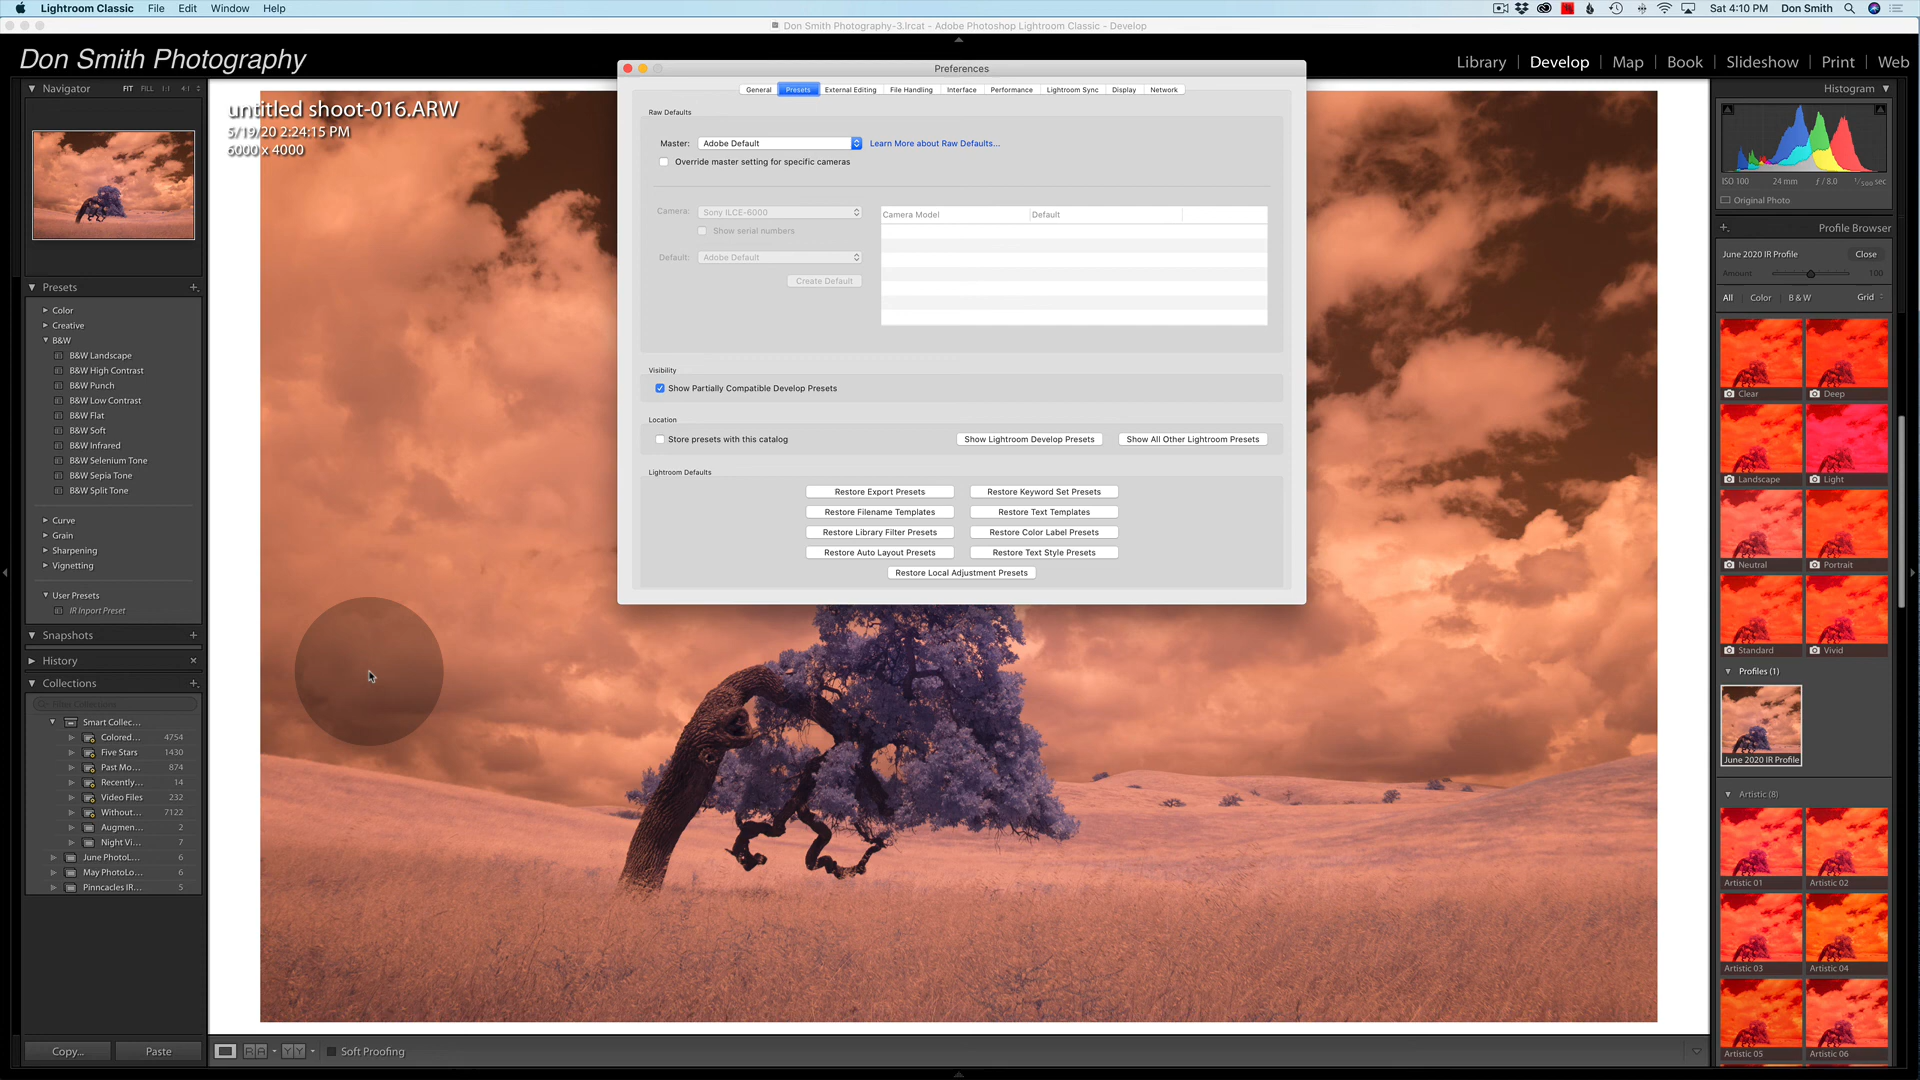 Lightroom Classic File Edit Window Help
Sat 4:10 PM Don Smith
Don Smith Photography-3.lrcat - Adobe Photoshop Lightroom Classic - Develop
Don Smith Photography
Library | Develop | Map | Book | Slideshow | Print | Web
Navigator FIT FILL 1:1 4:1
untitled shoot-016.ARW
5/19/20 2:24:15 PM
6000 x 4000
Presets
Color
Creative
B&W
B&W Landscape
B&W High Contrast
B&W Punch
B&W Low Contrast
B&W Flat
B&W Soft
B&W Infrared
B&W Selenium Tone
B&W Sepia Tone
B&W Split Tone
Curve
Grain
Sharpening
Vignetting
User Presets
IR Inport Preset
Snapshots
History
Collections
Filter Collections
Smart Collec...
Colored... 4754
Five Stars 1430
Past Mo... 874
Recently... 14
Video Files 232
Without... 7122
Augmen... 2
Night Vi... 7
June PhotoL... 6
May PhotoLo... 6
Pinncacles IR... 5
Copy... Paste
Soft Proofing
Preferences
General Presets External Editing File Handling Interface Performance Lightroom Sync Display Network
Raw Defaults
Master: Adobe Default Learn More about Raw Defaults...
Override master setting for specific cameras
Camera: Sony ILCE-6000
Show serial numbers
Default: Adobe Default
Create Default
Camera Model Default
Visibility
Show Partially Compatible Develop Presets
Location
Store presets with this catalog Show Lightroom Develop Presets Show All Other Lightroom Presets
Lightroom Defaults
Restore Export Presets Restore Keyword Set Presets
Restore Filename Templates Restore Text Templates
Restore Library Filter Presets Restore Color Label Presets
Restore Auto Layout Presets Restore Text Style Presets
Restore Local Adjustment Presets
Histogram
ISO 100 24 mm ƒ / 8.0 1/500 sec
Original Photo
Profile Browser
June 2020 IR Profile Close
Amount 100
All Color B & W Grid
Clear Deep
Landscape Light
Neutral Portrait
Standard Vivid
Profiles (1)
June 2020 IR Profile
Artistic (8)
Artistic 01 Artistic 02
Artistic 03 Artistic 04
Artistic 05 Artistic 06